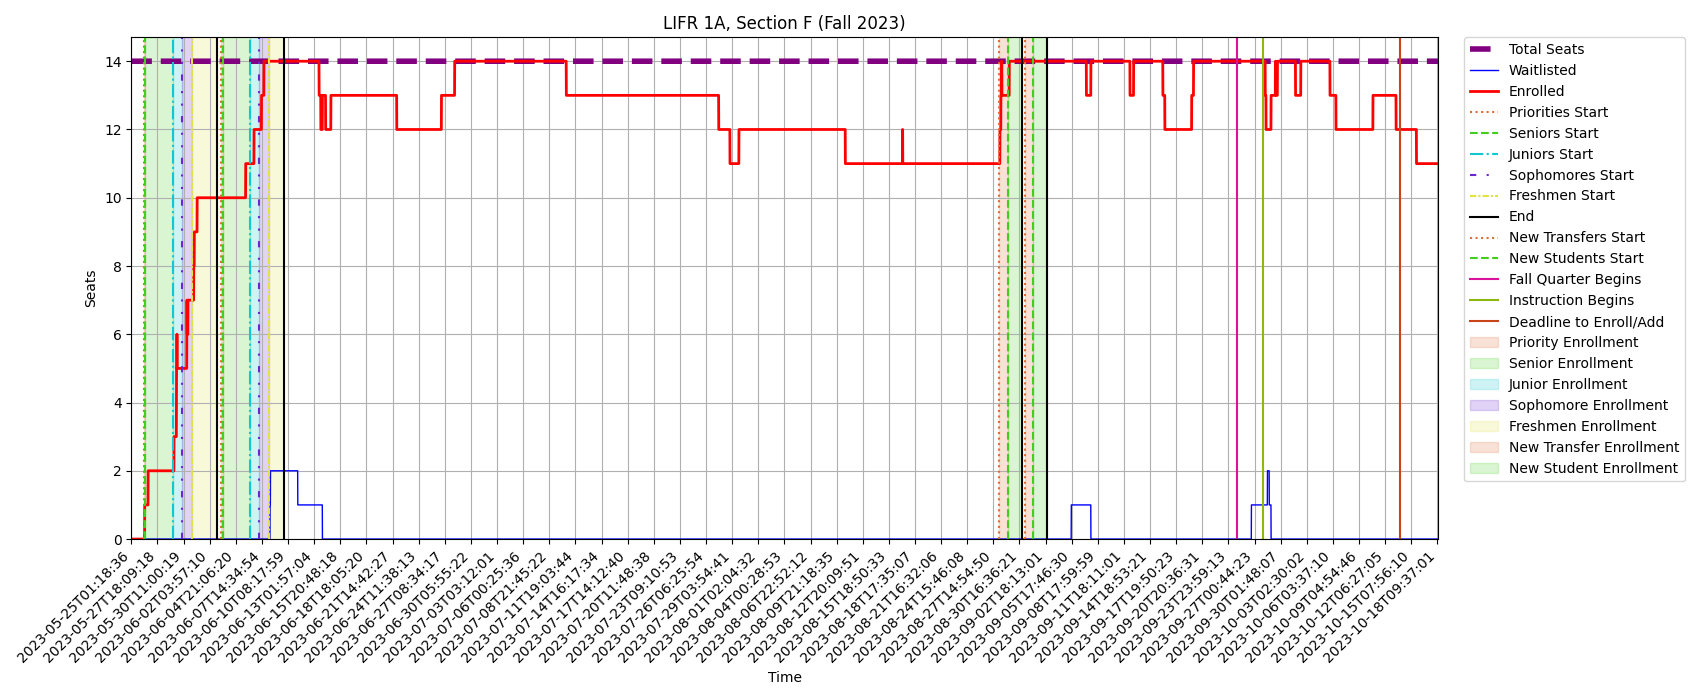 LIFR 1A, Section F (Fall 2023)
Total Seats
Waitlisted
Enrolled
Priorities Start
Seniors Start
Juniors Start
Sophomores Start
Freshmen Start
End
New Transfers Start
New Students Start
Fall Quarter Begins
Instruction Begins
Deadline to Enroll/Add
Priority Enrollment
Senior Enrollment
Junior Enrollment
Sophomore Enrollment
Freshmen Enrollment
New Transfer Enrollment
New Student Enrollment
Seats
14
12
10
8
6
4
2
0
2023-05-25T01:18:36
2023-05-27T18:09:18
2023-05-30T11:00:19
2023-06-02T03:57:10
2023-06-04T21:06:20
2023-06-07T14:34:54
2023-06-10T08:17:59
2023-06-13T01:57:04
2023-06-15T20:48:18
2023-06-18T18:05:20
2023-06-21T14:42:27
2023-06-24T11:38:13
2023-06-27T08:34:17
2023-06-30T05:55:22
2023-07-03T03:12:01
2023-07-06T00:25:36
2023-07-08T21:45:22
2023-07-11T19:03:44
2023-07-14T16:17:34
2023-07-17T14:12:40
2023-07-20T11:48:38
2023-07-23T09:10:53
2023-07-26T06:25:54
2023-07-29T03:54:41
2023-08-01T02:04:32
2023-08-04T00:28:53
2023-08-06T22:52:12
2023-08-09T21:18:35
2023-08-12T20:09:51
2023-08-15T18:50:33
2023-08-18T17:35:07
2023-08-21T16:32:06
2023-08-24T15:46:08
2023-08-27T14:54:50
2023-08-30T16:36:21
2023-09-02T18:13:01
2023-09-05T17:46:30
2023-09-08T17:59:59
2023-09-11T18:11:01
2023-09-14T18:53:21
2023-09-17T19:50:23
2023-09-20T20:36:31
2023-09-23T23:59:13
2023-09-27T00:44:23
2023-09-30T01:48:07
2023-10-03T02:30:02
2023-10-06T03:37:10
2023-10-09T04:54:46
2023-10-12T06:27:05
2023-10-15T07:56:10
2023-10-18T09:37:01
Time